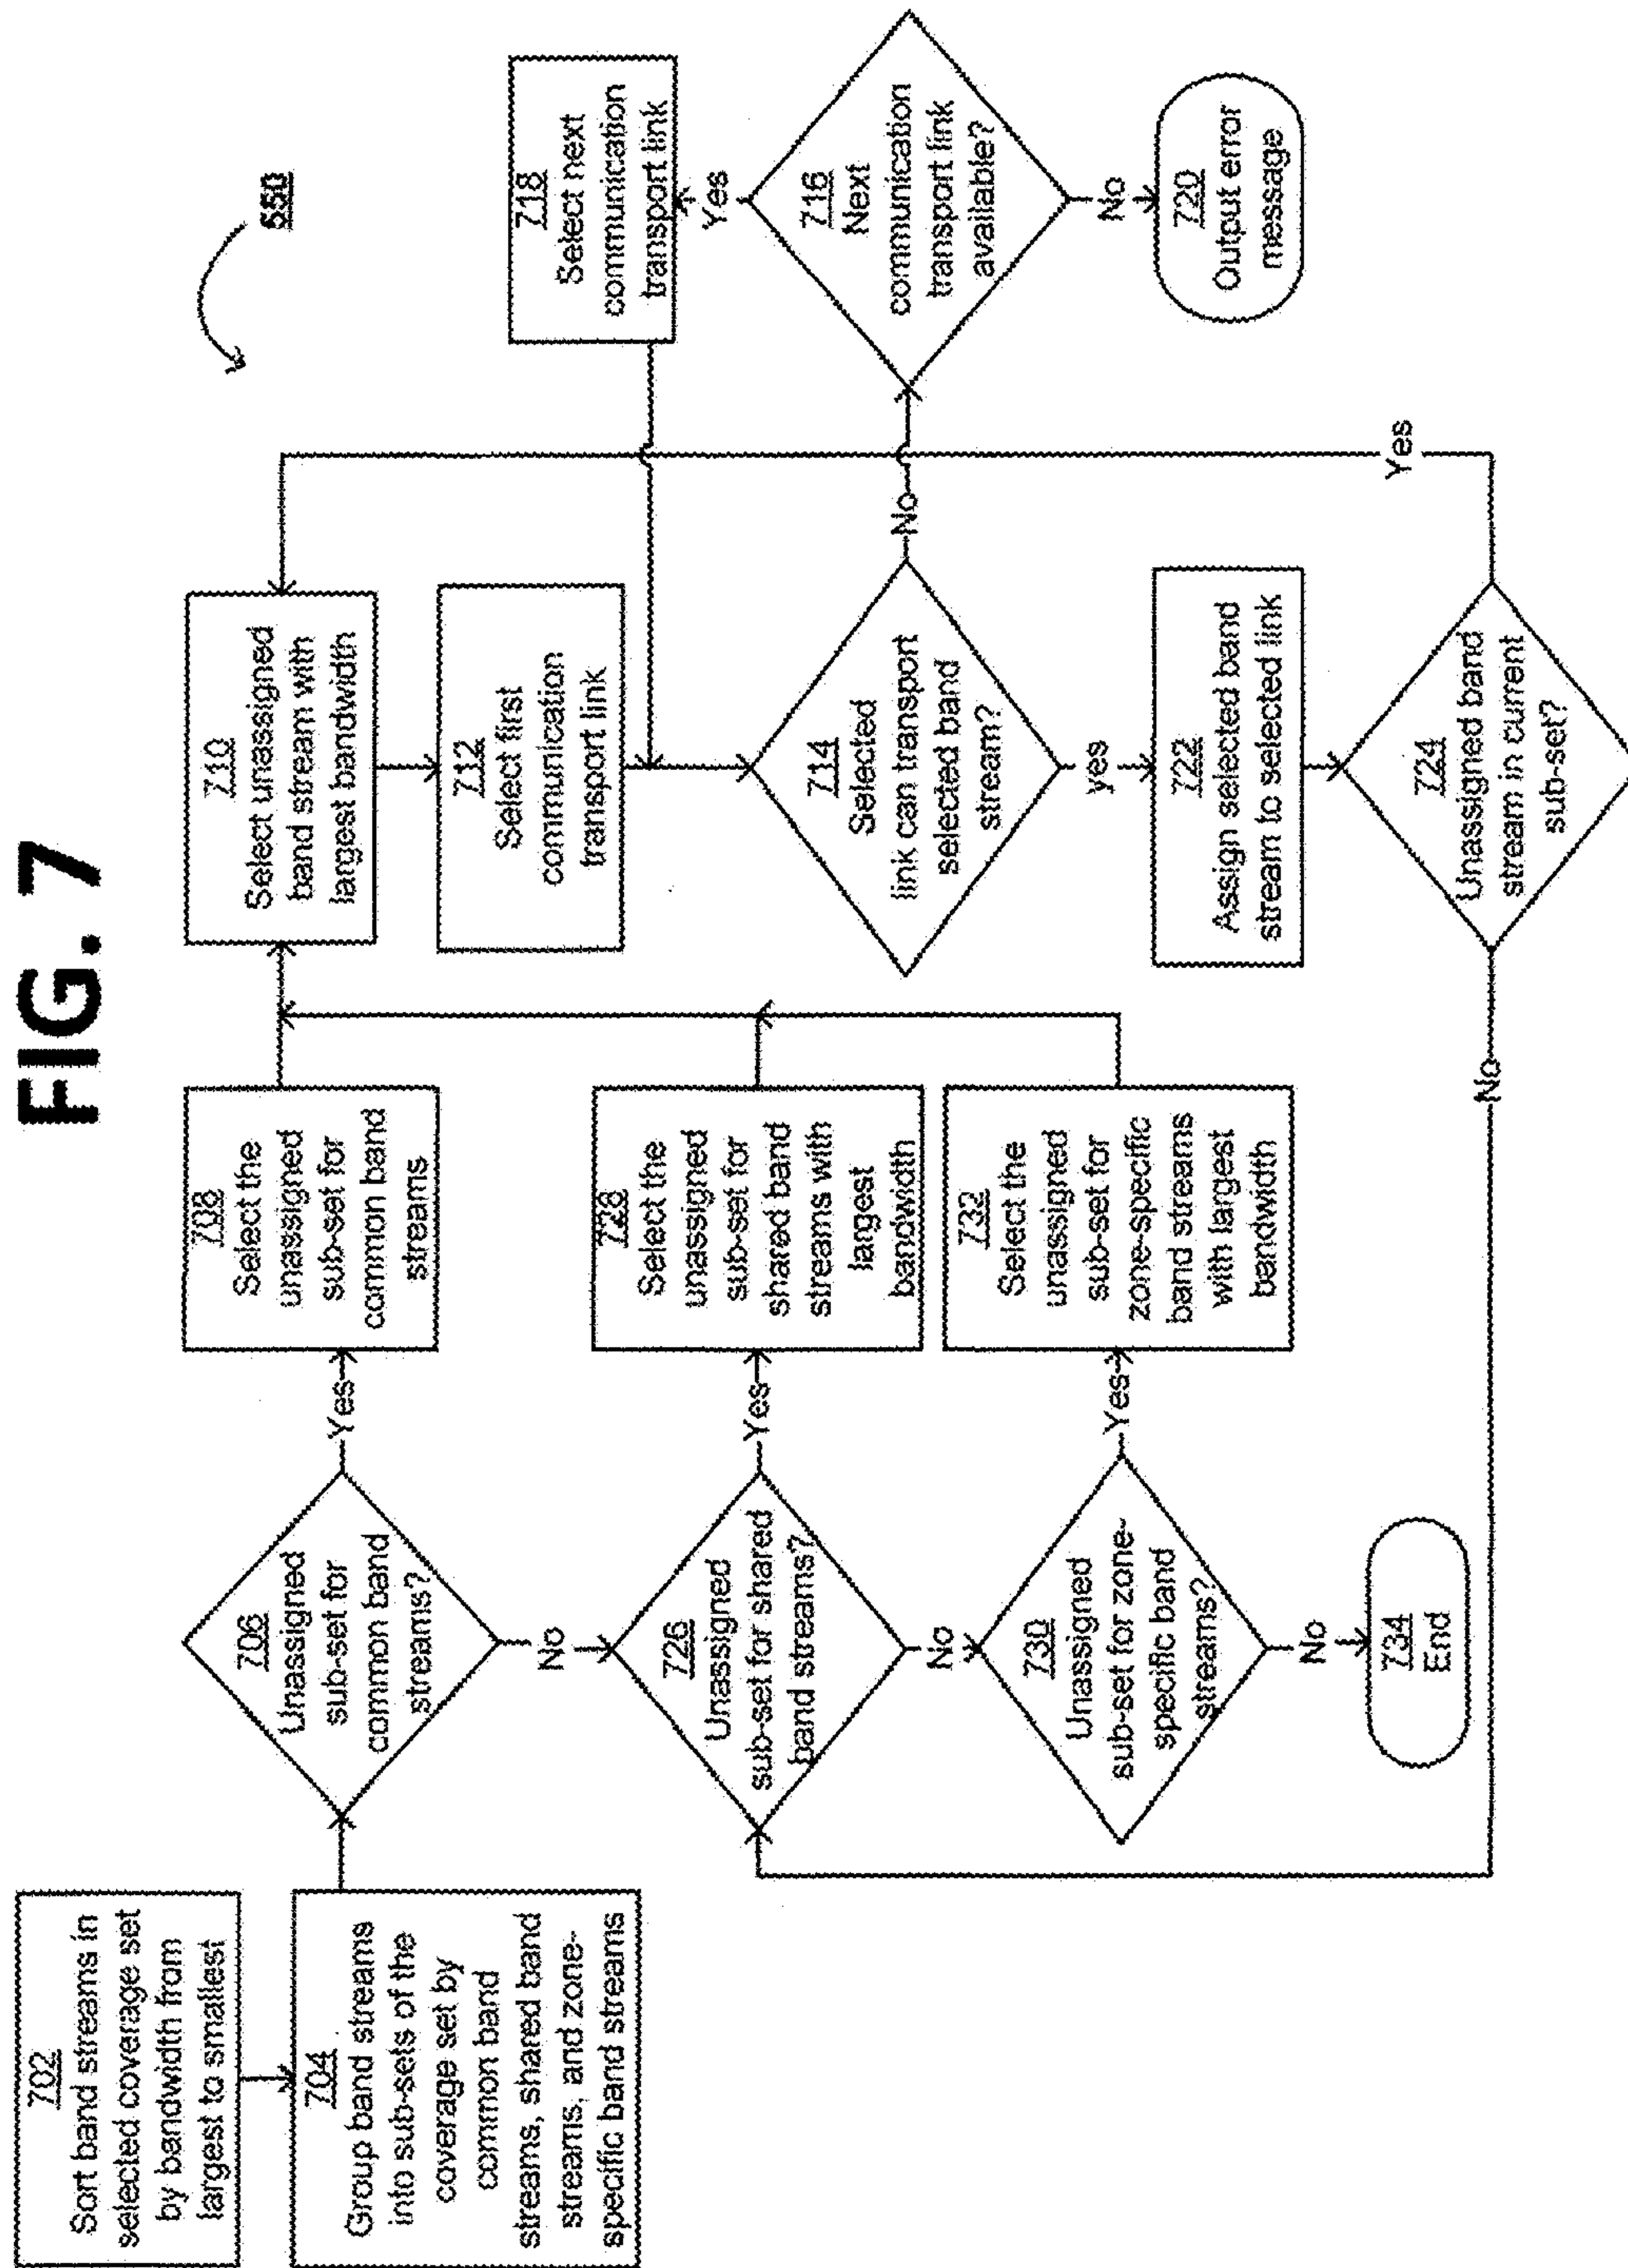 FIG. 7
550
702
Sort band streams in
selected coverage set
by bandwidth from
largest to smallest
704
Group band streams
into sub-sets of the
coverage set by
common band
streams, shared band
streams, and zone-
specific band streams
706
Unassigned
sub-set for
common band
streams?
Yes
No
708
Select the
unassigned
sub-set for
common band
streams
710
Select unassigned
band stream with
largest bandwidth
712
Select first
communication
transport link
714
Selected
link can transport
selected band
stream?
No
yes
716
Next
communication
transport link
available?
Yes
No
718
Select next
communication
transport link
720
Output error
message
722
Assign selected band
stream to selected link
724
Unassigned band
stream in current
sub-set?
Yes
No
726
Unassigned
sub-set for shared
band streams?
Yes
No
728
Select the
unassigned
sub-set for
shared band
streams with
largest
bandwidth
730
Unassigned
sub-set for zone-
specific band
streams?
Yes
No
732
Select the
unassigned
sub-set for
zone-specific
band streams
with largest
bandwidth
734
End